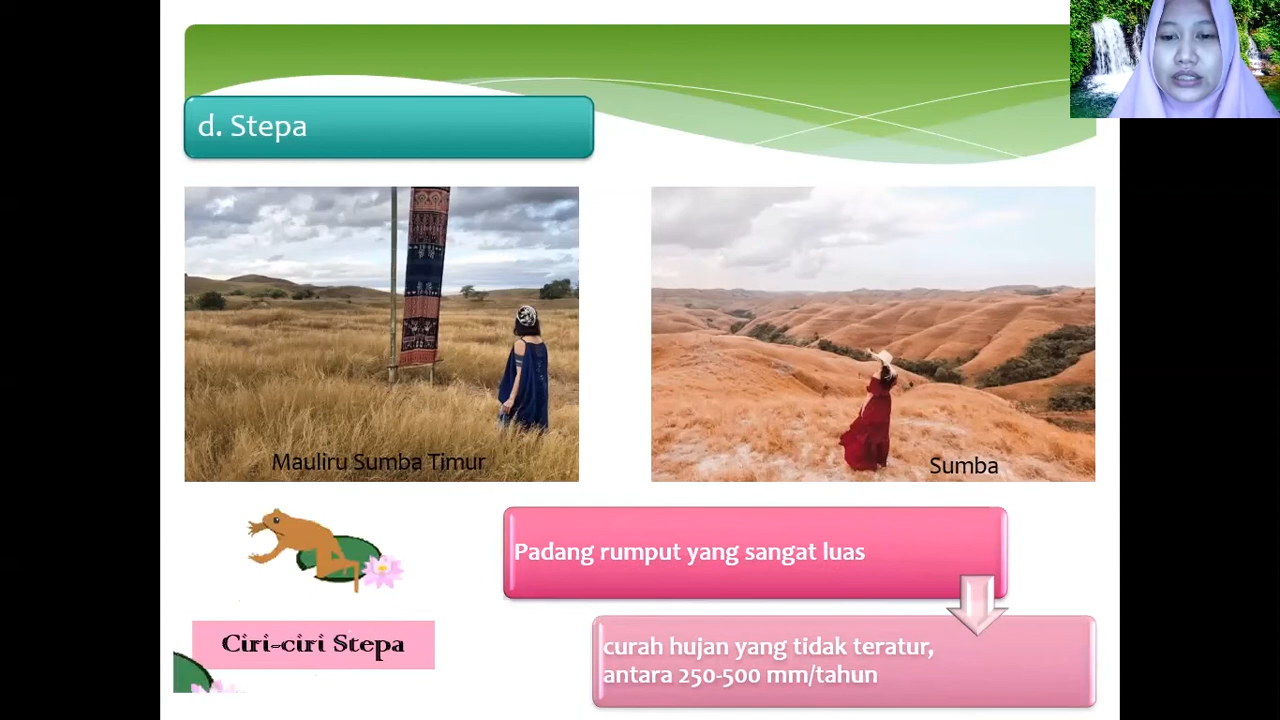 d. Stepa
Mauliru Sumba Timur
Sumba
Padang rumput yang sangat luas
Ciri-ciri Stepa
curah hujan yang tidak teratur,
antara 250-500 mm/tahun